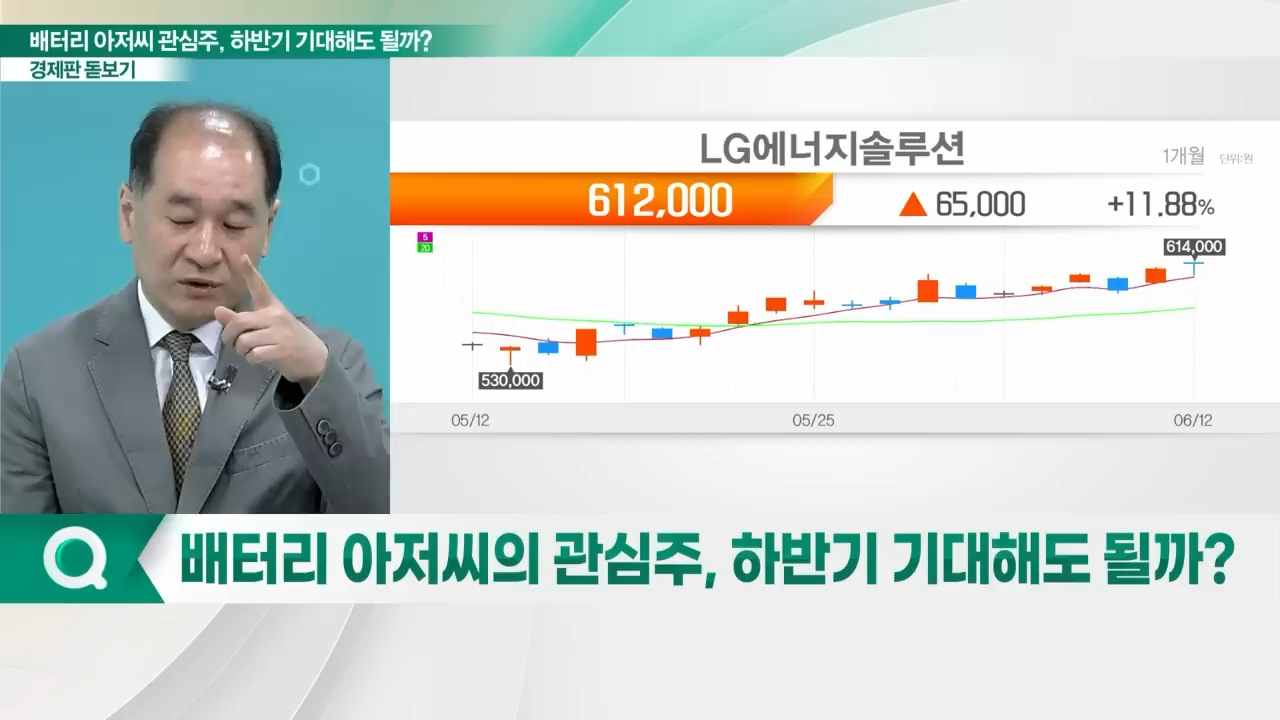 배터리 아저씨 관심주, 하반기 기대해도 될까?
경제판 돋보기
LG에너지솔루션
1개월 단위:원
612,000 ▲ 65,000 +11.88%
5
20
614,000
530,000
05/12 05/25 06/12
배터리 아저씨의 관심주, 하반기 기대해도 될까?